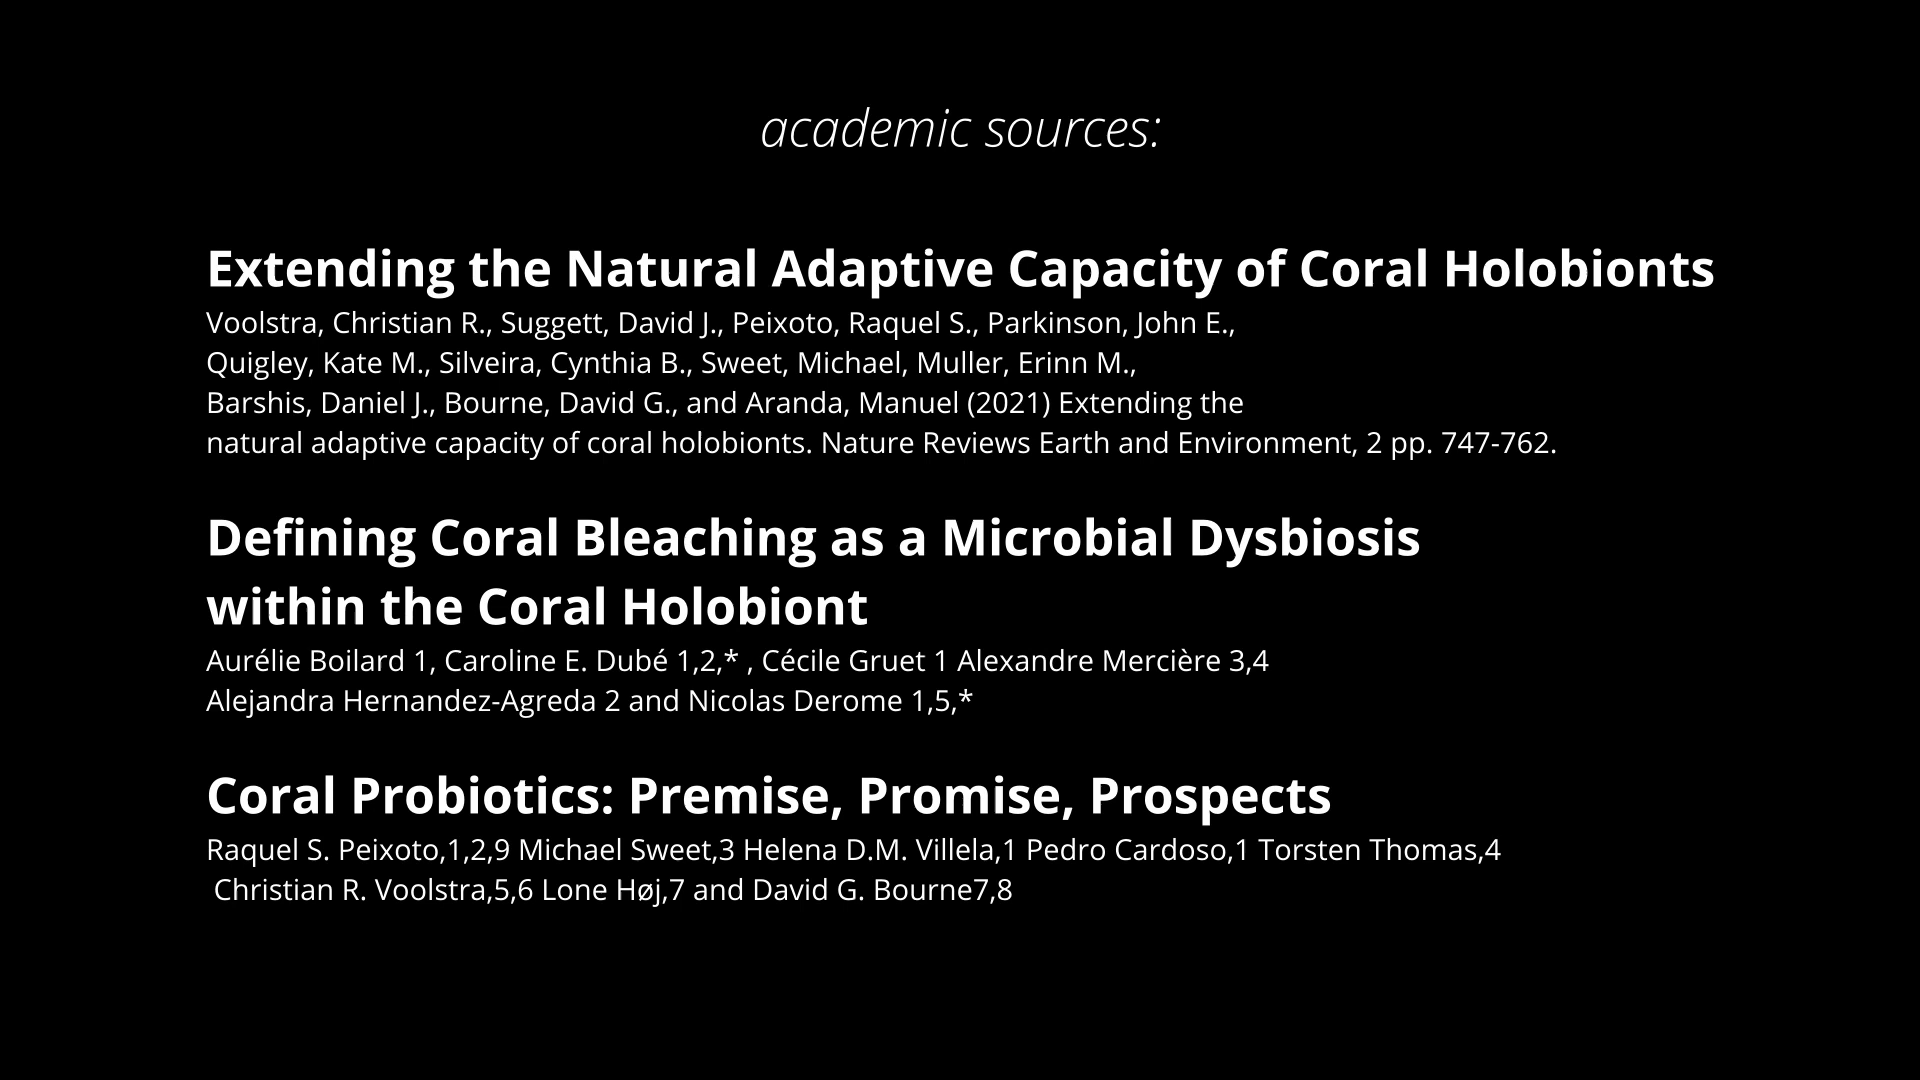 academic sources:
Extending the Natural Adaptive Capacity of Coral Holobionts
Voolstra, Christian R., Suggett, David J., Peixoto, Raquel S., Parkinson, John E.,
Quigley, Kate M., Silveira, Cynthia B., Sweet, Michael, Muller, Erinn M.,
Barshis, Daniel J., Bourne, David G., and Aranda, Manuel (2021) Extending the
natural adaptive capacity of coral holobionts. Nature Reviews Earth and Environment, 2 pp. 747-762.
Defining Coral Bleaching as a Microbial Dysbiosis
within the Coral Holobiont
Aurélie Boilard 1, Caroline E. Dubé 1,2,* , Cécile Gruet 1 Alexandre Mercière 3,4
Alejandra Hernandez-Agreda 2 and Nicolas Derome 1,5,*
Coral Probiotics: Premise, Promise, Prospects
Raquel S. Peixoto,1,2,9 Michael Sweet,3 Helena D.M. Villela,1 Pedro Cardoso,1 Torsten Thomas,4
Christian R. Voolstra,5,6 Lone Høj,7 and David G. Bourne7,8